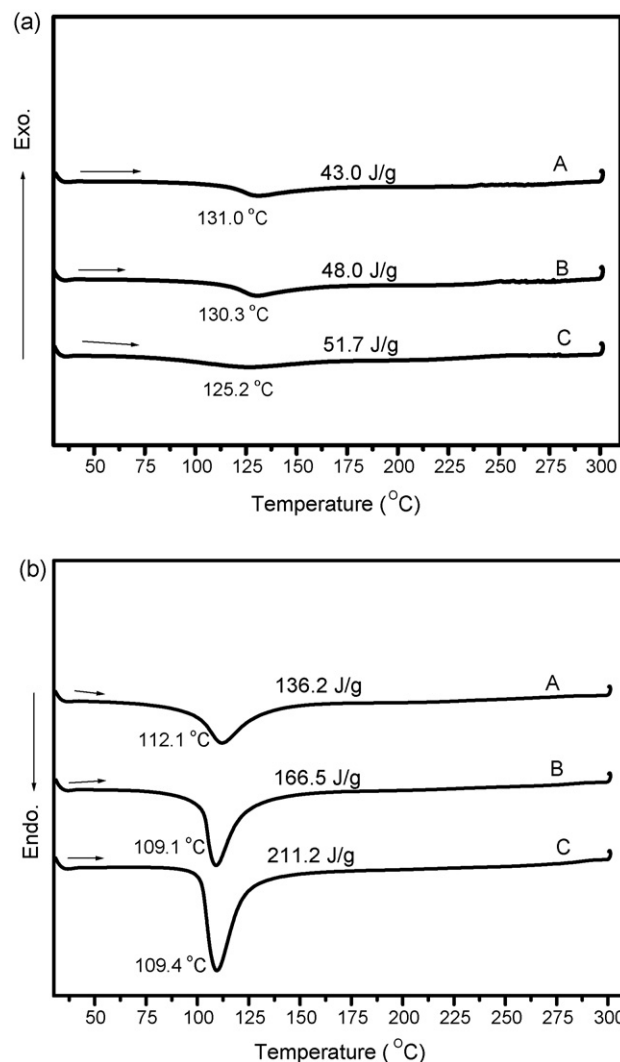 (a)
Exo.
43.0 J/g
A
131.0 °C
48.0 J/g
B
130.3 °C
51.7 J/g
C
125.2 °C
50 75 100 125 150 175 200 225 250 275 300
Temperature (°C)
(b)
Endo.
136.2 J/g
A
112.1 °C
166.5 J/g
B
109.1 °C
211.2 J/g
C
109.4 °C
50 75 100 125 150 175 200 225 250 275 300
Temperature (°C)